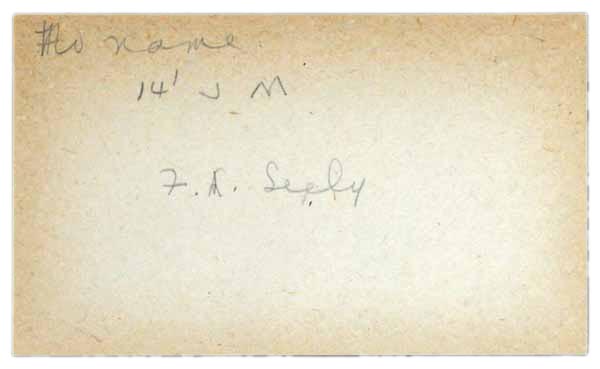 No name
14' J M
F. A. Seely